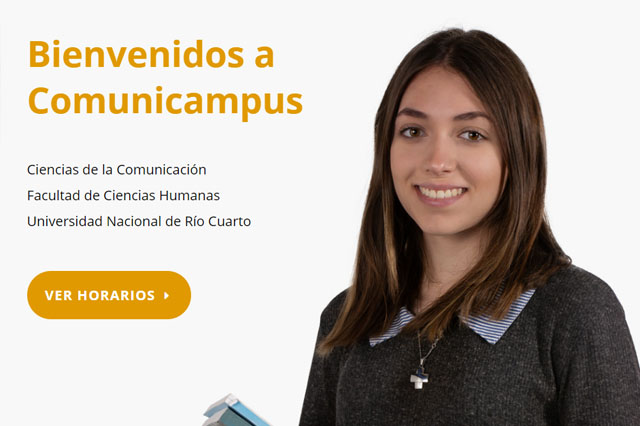 Bienvenidos a
Comunicampus
Ciencias de la Comunicación
Facultad de Ciencias Humanas
Universidad Nacional de Río Cuarto
VER HORARIOS